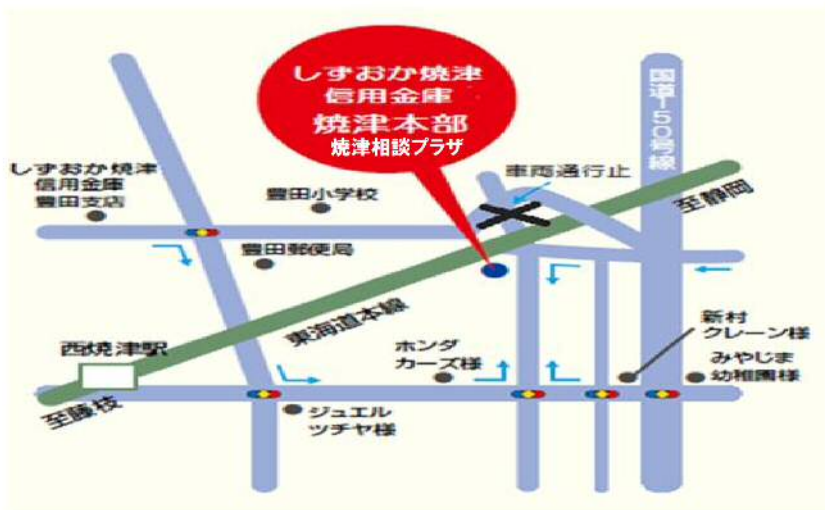 しずおか焼津
信用金庫
焼津本部
焼津相談プラザ
国道150号線
車両通行止
至静岡
しずおか焼津
信用金庫
豊田支店
豊田小学校
豊田郵便局
東海道本線
西焼津駅
至藤枝
ホンダ
カーズ様
新村
クレーン様
みやじま
幼稚園様
ジュエル
ツチヤ様